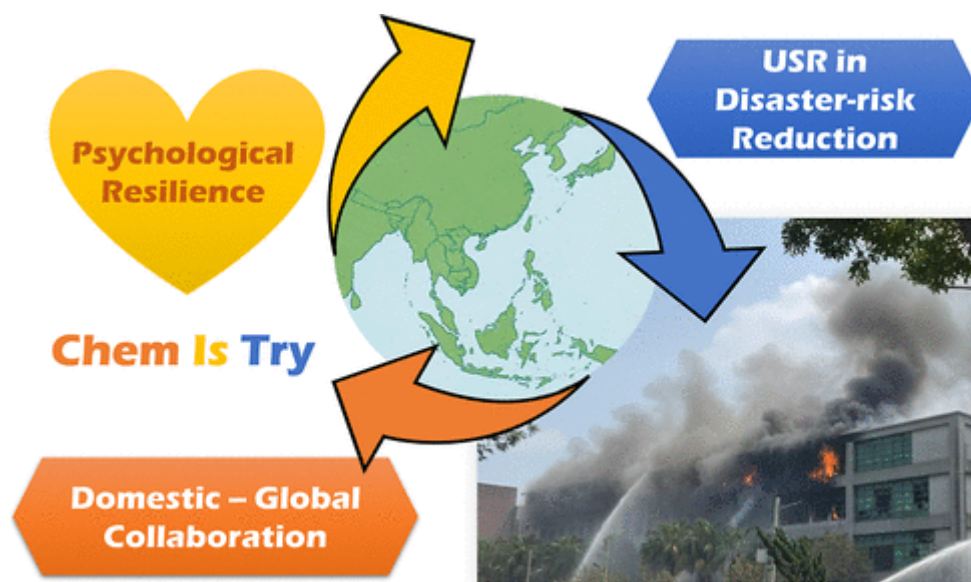 Psychological
Resilience
USR in
Disaster-risk
Reduction
Chem Is Try
Domestic – Global
Collaboration